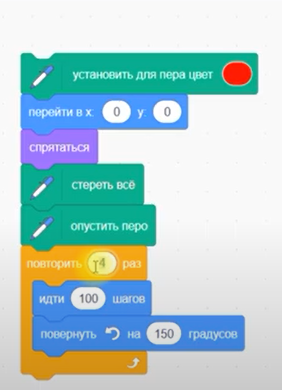 установить для пера цвет
перейти в x: 0 y: 0
спрятаться
стереть всё
опустить перо
повторить 4 раз
идти 100 шагов
повернуть на 150 градусов